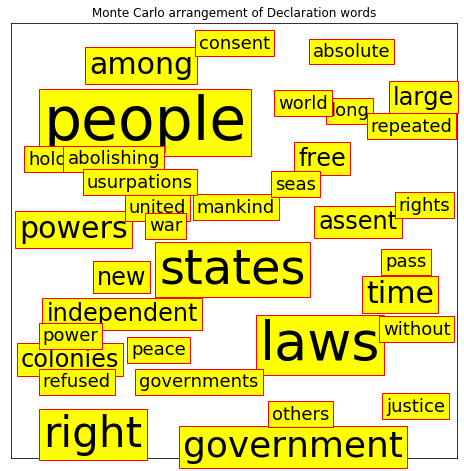 Monte Carlo arrangement of Declaration words
consent
absolute
among
large
world
long
people
repeated
free
hold
abolishing
usurpations
seas
united
mankind
rights
powers
war
assent
states
pass
new
time
independent
power
laws
without
colonies
peace
refused
governments
justice
others
right
government